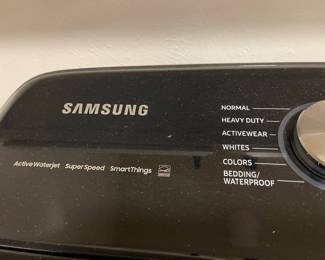 SAMSUNG
ActiveWaterjet SuperSpeed SmartThings
NORMAL
HEAVY DUTY
ACTIVEWEAR
WHITES
COLORS
BEDDING/
WATERPROOF